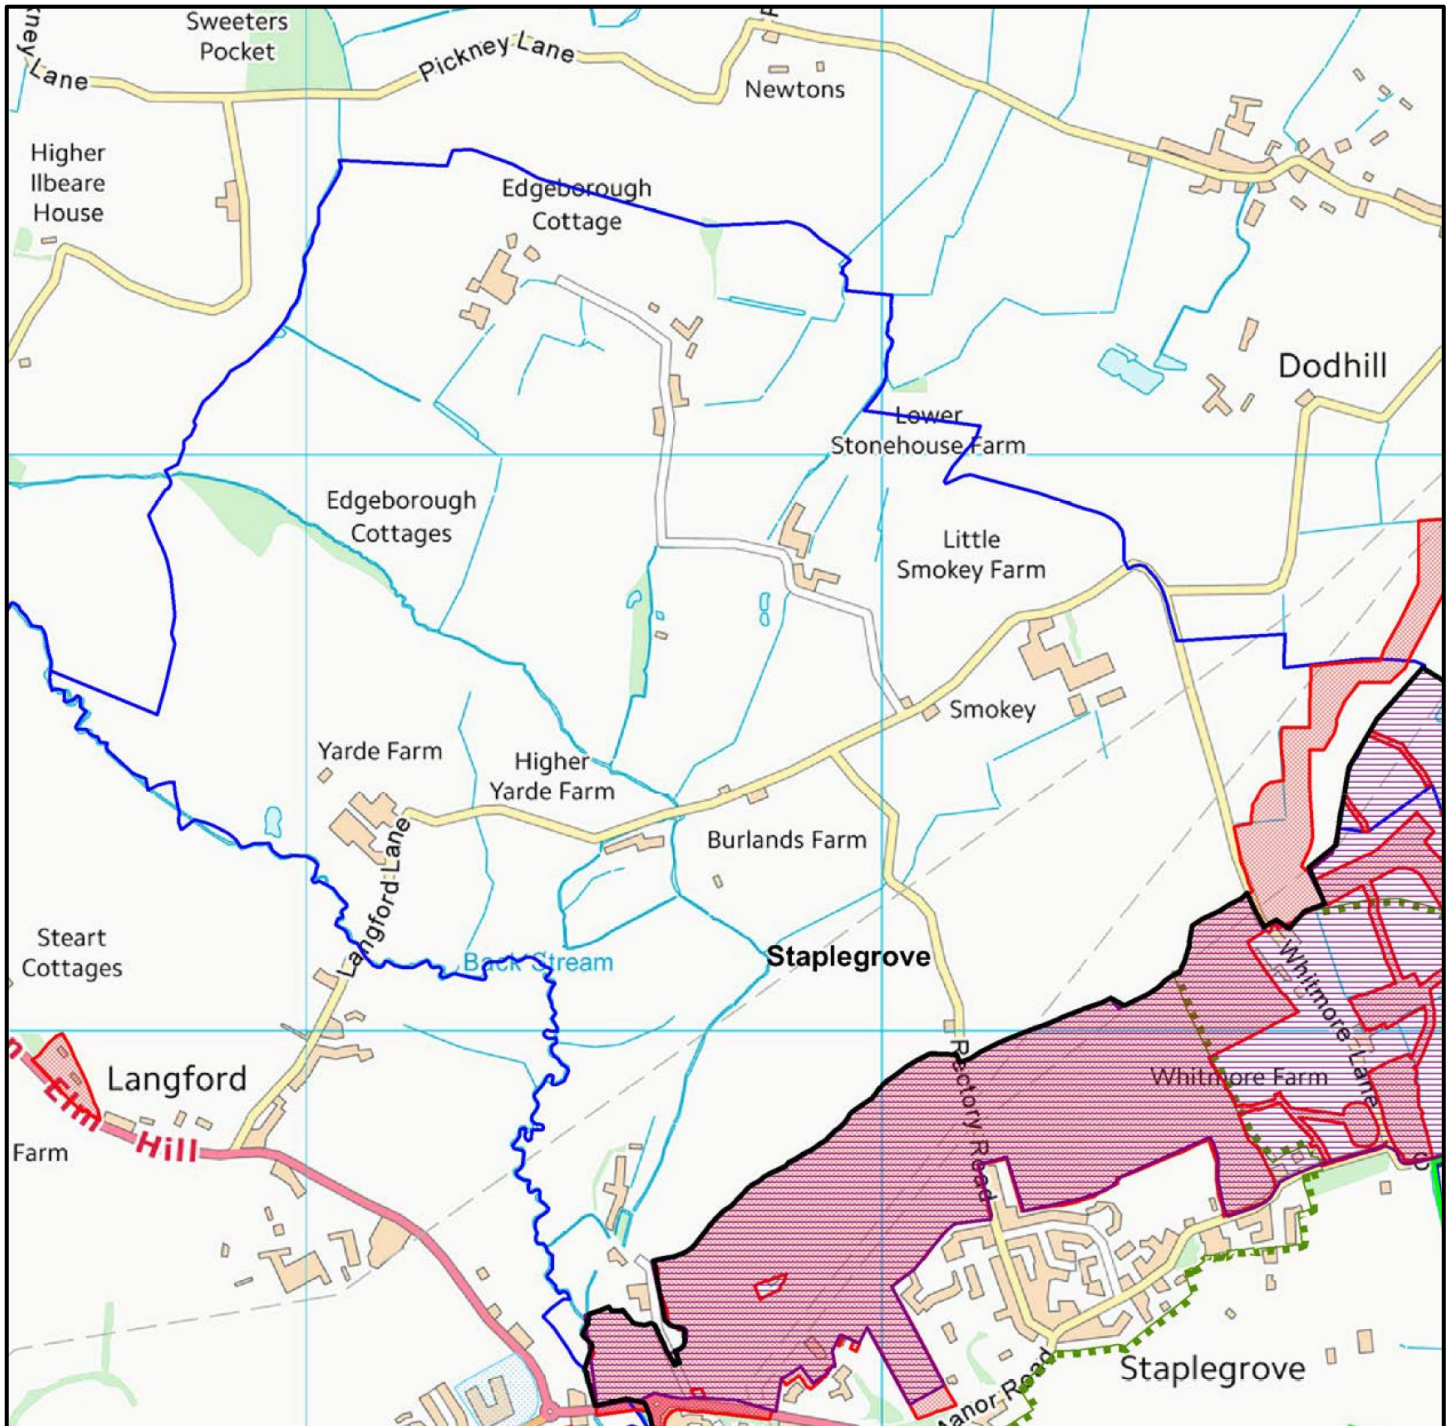 Sweeters
Pocket
Lane
Pickney Lane
Newtons
Higher
Ilbeare
House
Edgeborough
Cottage
Dodhill
Lower
Stonehouse Farm
Edgeborough
Cottages
Little
Smokey Farm
Smokey
Yarde Farm
Higher
Yarde Farm
Burlands Farm
Langford Lane
Steart
Cottages
Back Stream
Staplegrove
Whitmore Lane
Langford
Elm Hill
Farm
Rectory Road
Whitmore Farm
Staplegrove
Manor Road